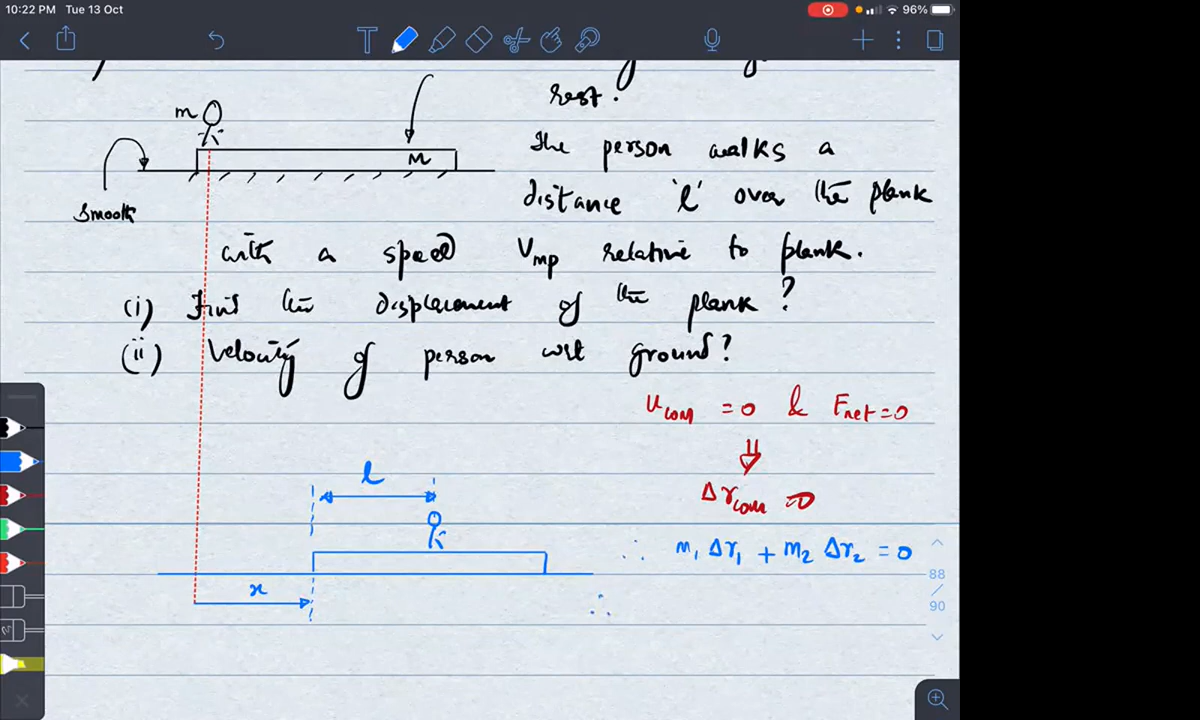 10:22 PM Tue 13 Oct
96%
T
rest.
m
M
Smooth
The person walks a
distance 'l' over the plank
with a speed Vmp relative to plank.
(i) Find the displacement of the plank?
(ii) Velocity of person wrt ground?
ucom = 0 & Fnet = 0
⇓
Δrcom = 0
l
∴ m₁ Δr₁ + m₂ Δr₂ = 0
x
∴
88
/
90